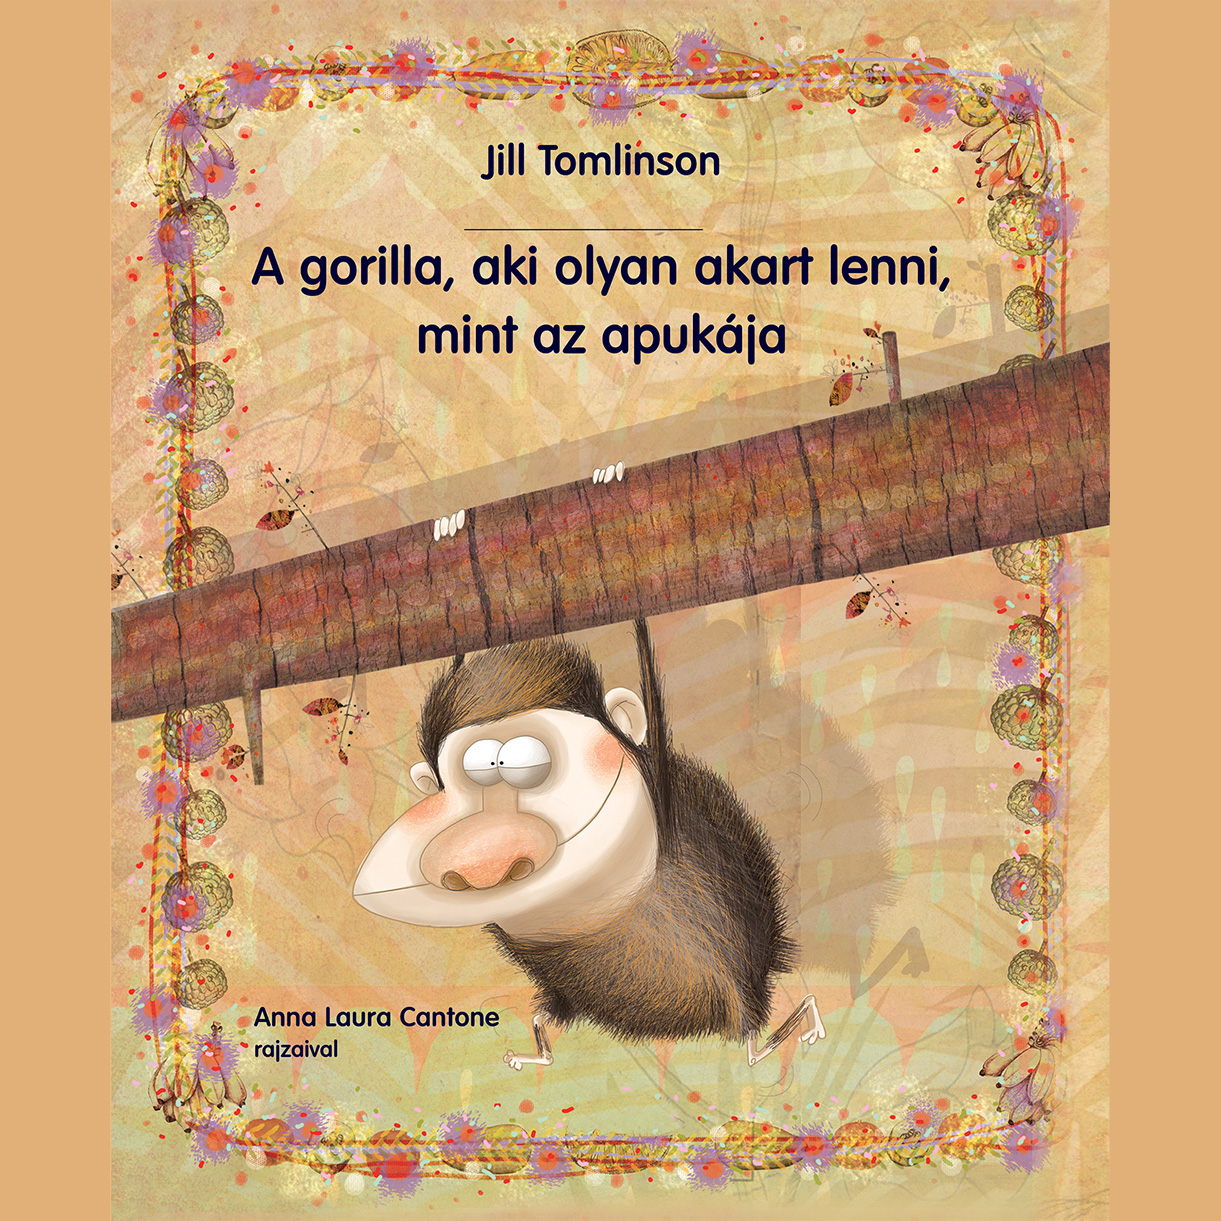 Jill Tomlinson
A gorilla, aki olyan akart lenni,
mint az apukája
Anna Laura Cantone
rajzaival